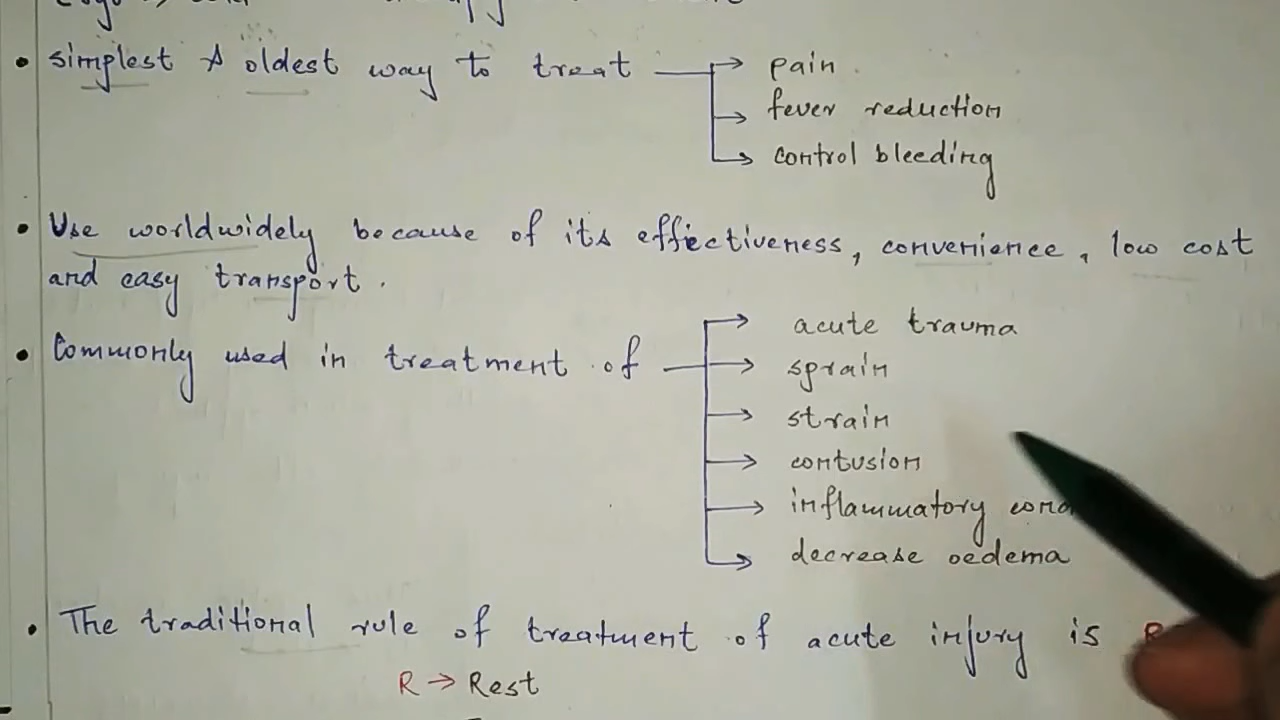 • simplest & oldest way to treat → pain
→ fever reduction
→ control bleeding
• Use worldwidely because of its effectiveness, convenience, low cost
and easy transport.
• Commonly used in treatment of → acute trauma
→ sprain
→ strain
→ contusion
→ inflammatory
→ decrease oedema
• The traditional rule of treatment of acute injury is
R → Rest